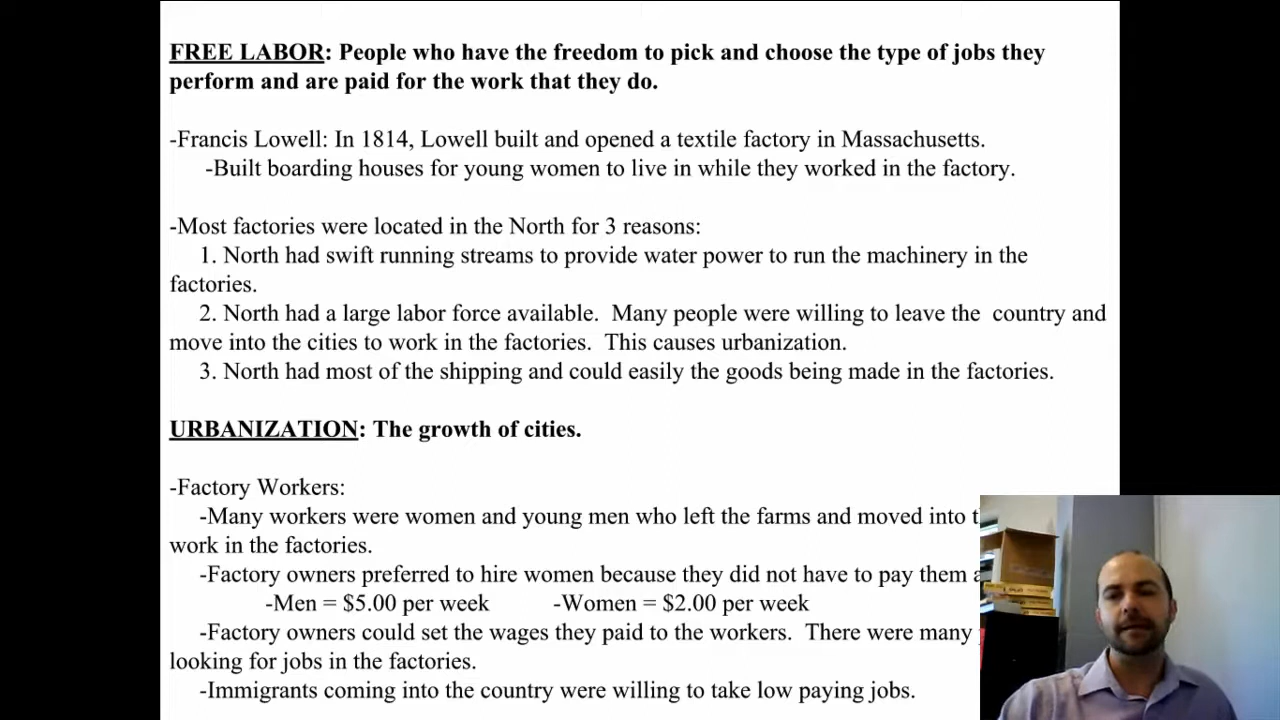 FREE LABOR: People who have the freedom to pick and choose the type of jobs they
perform and are paid for the work that they do.
-Francis Lowell: In 1814, Lowell built and opened a textile factory in Massachusetts.
-Built boarding houses for young women to live in while they worked in the factory.
-Most factories were located in the North for 3 reasons:
1. North had swift running streams to provide water power to run the machinery in the
factories.
2. North had a large labor force available. Many people were willing to leave the country and
move into the cities to work in the factories. This causes urbanization.
3. North had most of the shipping and could easily the goods being made in the factories.
URBANIZATION: The growth of cities.
-Factory Workers:
-Many workers were women and young men who left the farms and moved into
work in the factories.
-Factory owners preferred to hire women because they did not have to pay them
-Men = $5.00 per week -Women = $2.00 per week
-Factory owners could set the wages they paid to the workers. There were many
looking for jobs in the factories.
-Immigrants coming into the country were willing to take low paying jobs.